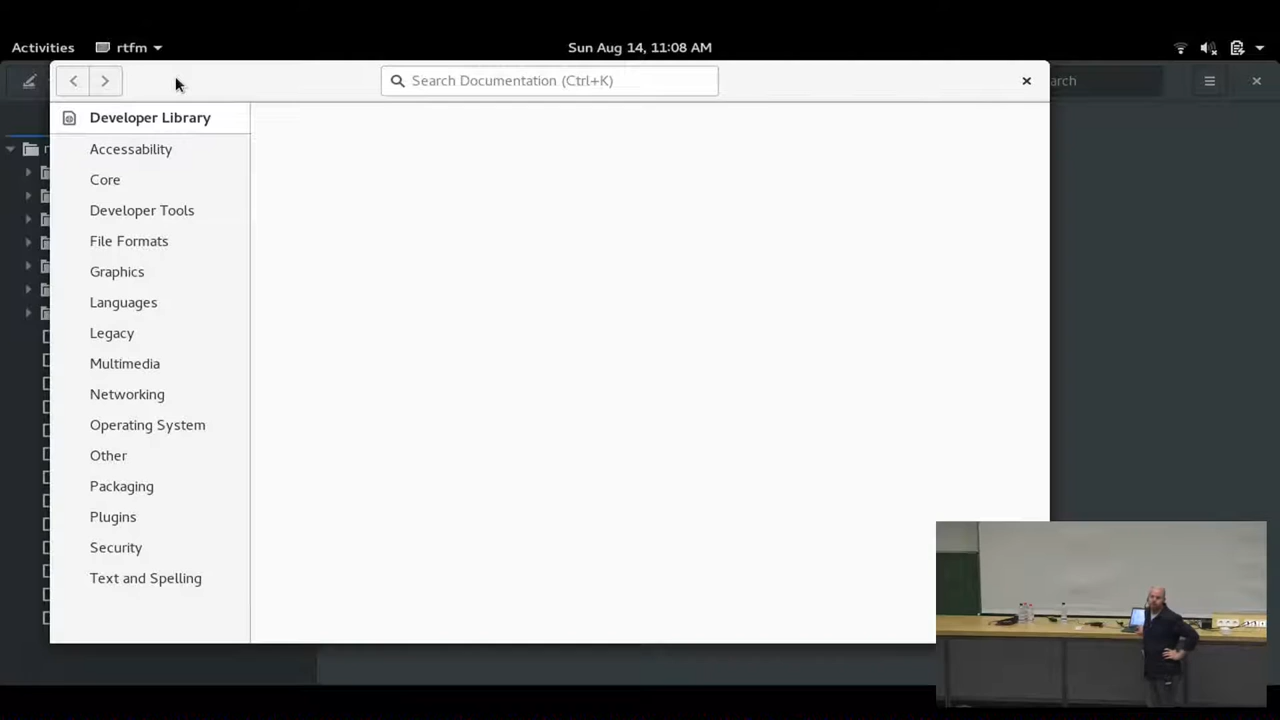 Activities
rtfm
Sun Aug 14, 11:08 AM
Search Documentation (Ctrl+K)
arch
Developer Library
Accessability
Core
Developer Tools
File Formats
Graphics
Languages
Legacy
Multimedia
Networking
Operating System
Other
Packaging
Plugins
Security
Text and Spelling